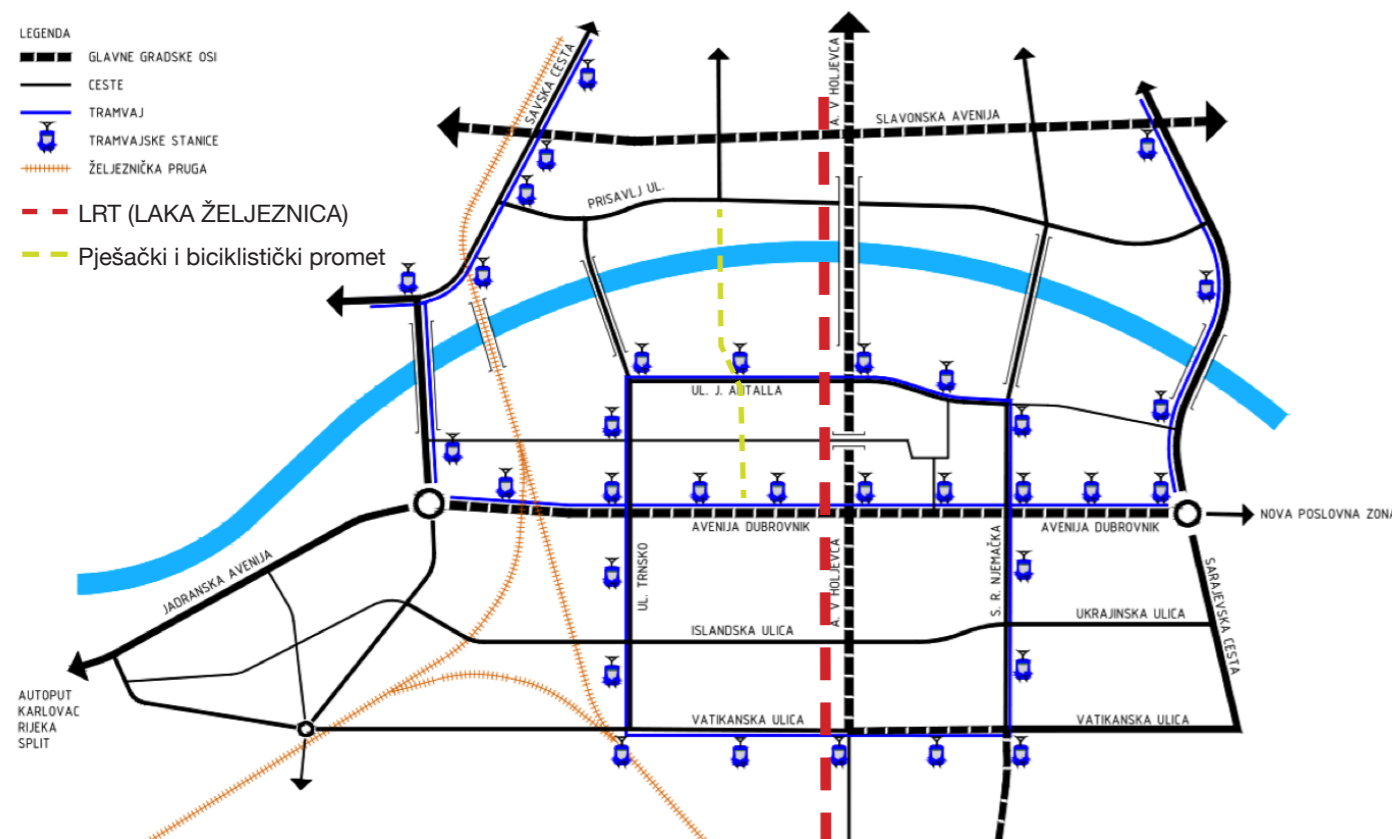 LEGENDA
GLAVNE GRADSKE OSI
CESTE
TRAMVAJ
TRAMVAJSKE STANICE
ŽELJEZNIČKA PRUGA
LRT (LAKA ŽELJEZNICA)
Pješački i biciklistički promet
SAVSKA CESTA
A. V HOLJEVCA
SLAVONSKA AVENIJA
PRISAVLJ UL.
UL. J. ANTALLA
AVENIJA DUBROVNIK
AVENIJA DUBROVNIK
NOVA POSLOVNA ZONA
JADRANSKA AVENIJA
UL. TRNSKO
A. V HOLJEVCA
S. R. NJEMAČKA
SARAJEVSKA CESTA
ISLANDSKA ULICA
UKRAJINSKA ULICA
AUTOPUT
KARLOVAC
RIJEKA
SPLIT
VATIKANSKA ULICA
VATIKANSKA ULICA